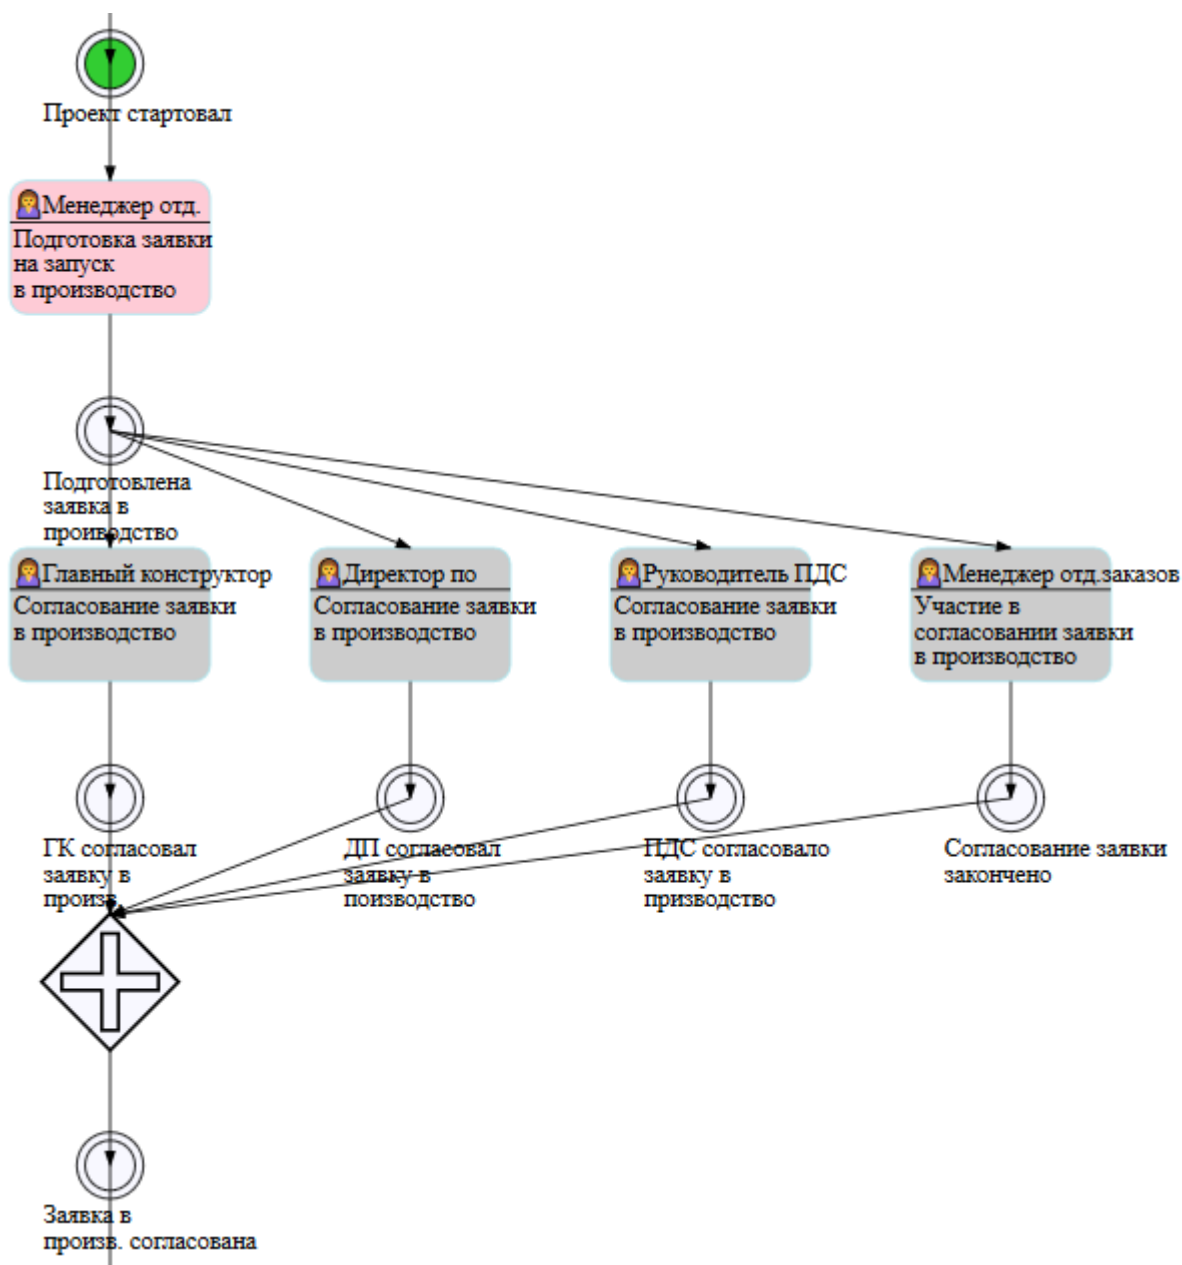 Проект стартовал
Менеджер отд.
Подготовка заявки
на запуск
в производство
Подготовлена
заявка в
проивродство
Главный конструктор
Согласование заявки
в производство
Директор по
Согласование заявки
в производство
Руководитель ПДС
Согласование заявки
в производство
Менеджер отд.заказов
Участие в
согласовании заявки
в производство
ГК согласовал
заявку в
произв.
ДП согласовал
заявку в
поизводство
ПДС согласовало
заявку в
призводство
Согласование заявки
закончено
Заявка в
произв. согласована